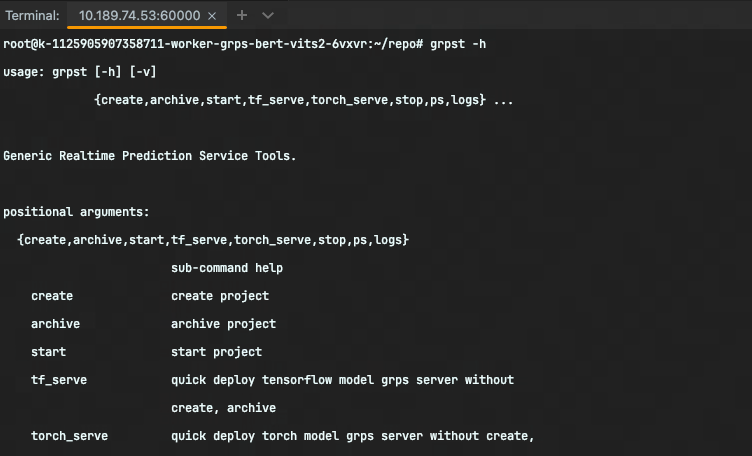 Terminal: 10.189.74.53:60000 × + ∨
root@k-1125905907358711-worker-grps-bert-vits2-6vxvr:~/repo# grpst -h
usage: grpst [-h] [-v]
{create,archive,start,tf_serve,torch_serve,stop,ps,logs} ...
Generic Realtime Prediction Service Tools.
positional arguments:
{create,archive,start,tf_serve,torch_serve,stop,ps,logs}
sub-command help
create create project
archive archive project
start start project
tf_serve quick deploy tensorflow model grps server without
create, archive
torch_serve quick deploy torch model grps server without create,